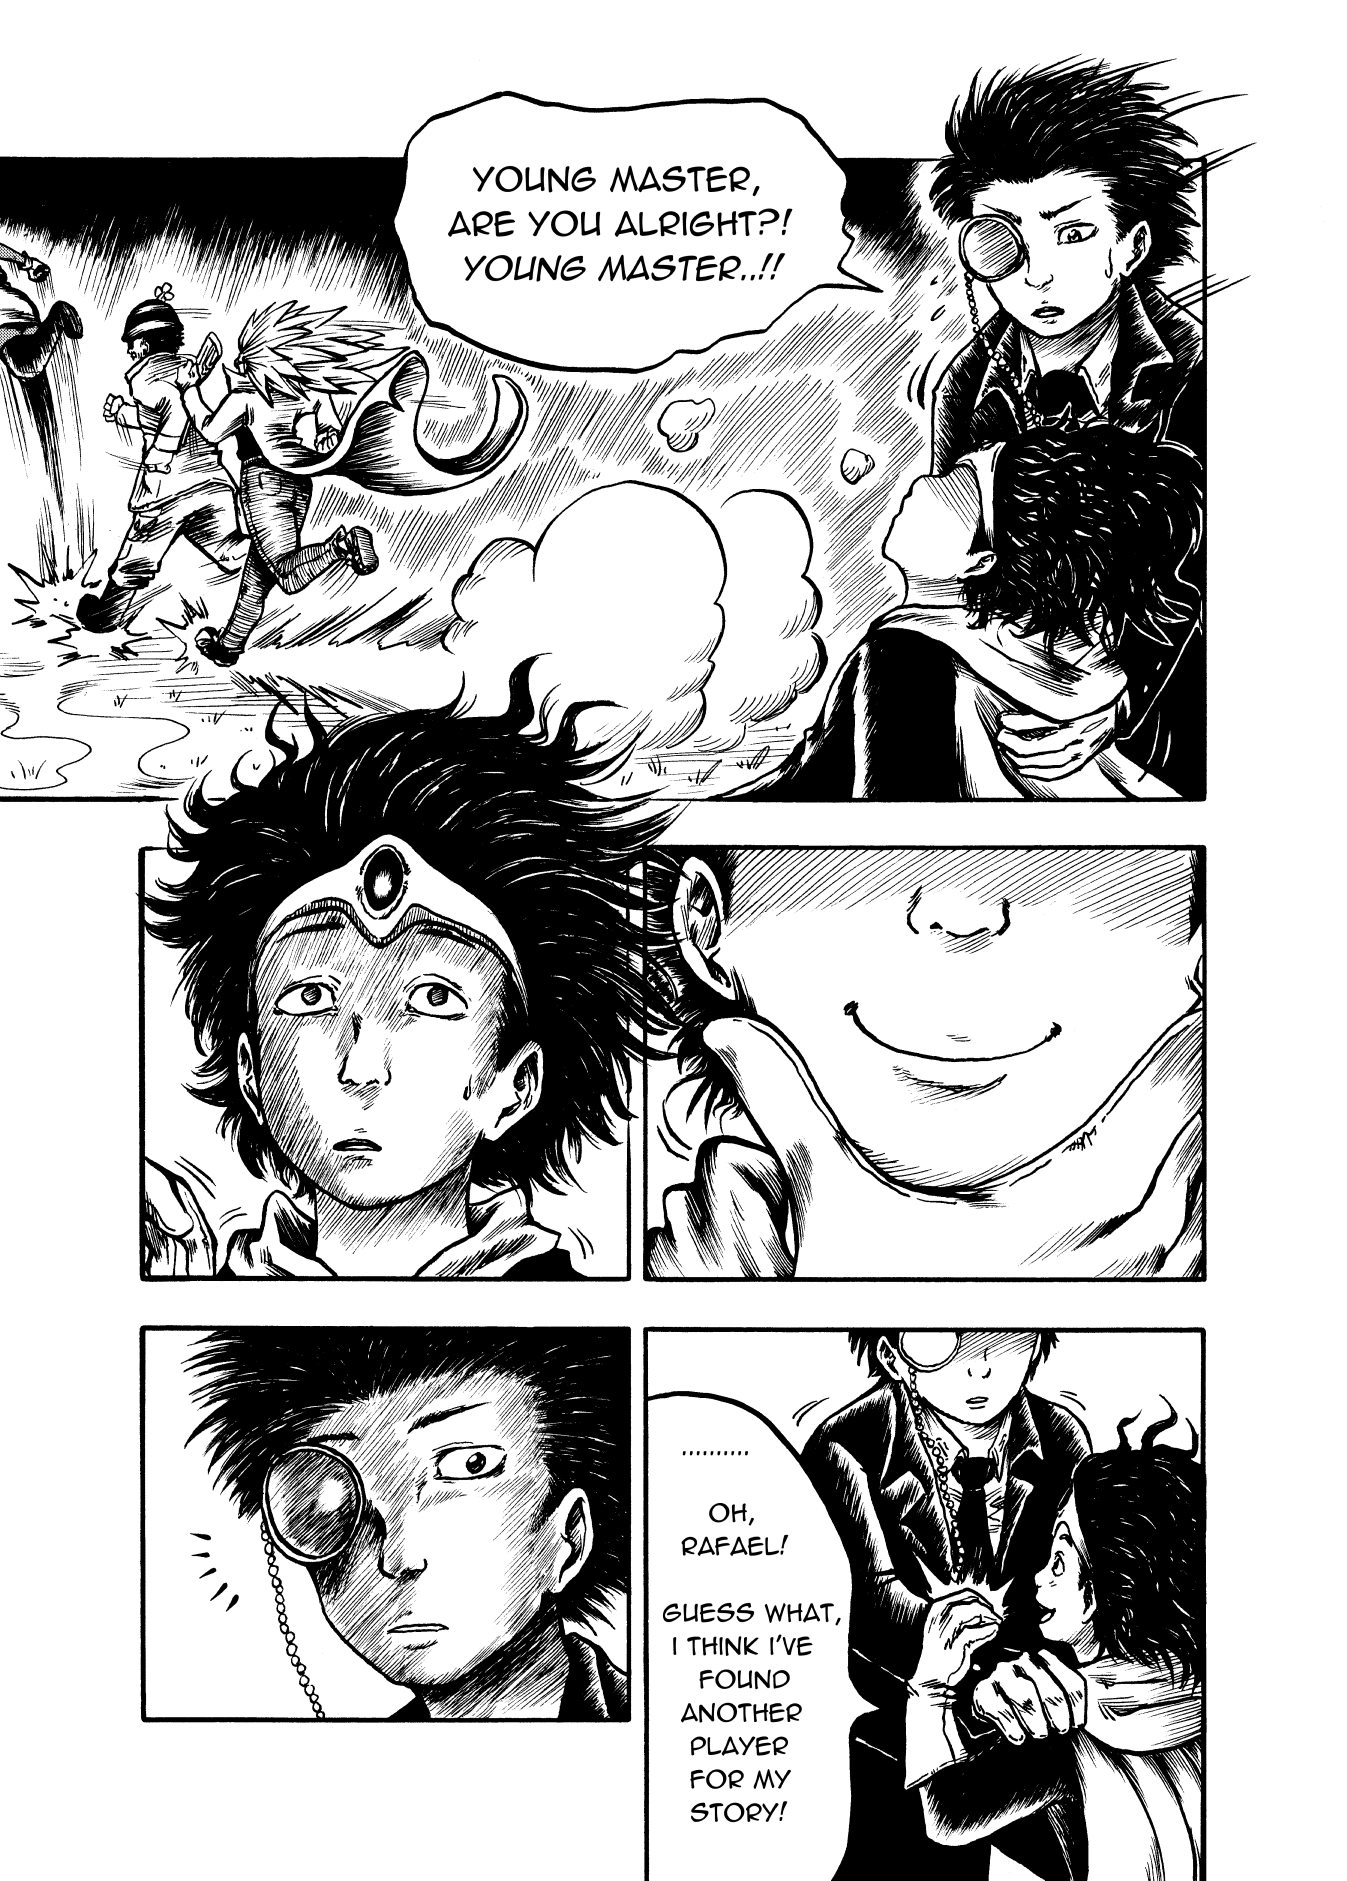 YOUNG MASTER,
ARE YOU ALRIGHT?!
YOUNG MASTER..!!
..........
OH,
RAFAEL!
GUESS WHAT,
I THINK I'VE
FOUND
ANOTHER
PLAYER
FOR MY
STORY!